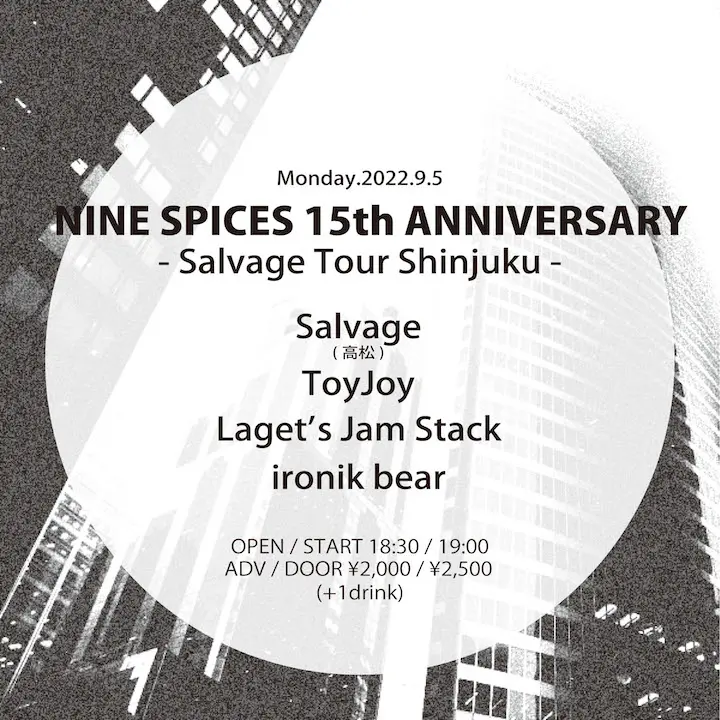 Monday.2022.9.5
NINE SPICES 15th ANNIVERSARY
- Salvage Tour Shinjuku -
Salvage
(高松)
ToyJoy
Laget’s Jam Stack
ironik bear
OPEN / START 18:30 / 19:00
ADV / DOOR ¥2,000 / ¥2,500
(+1drink)